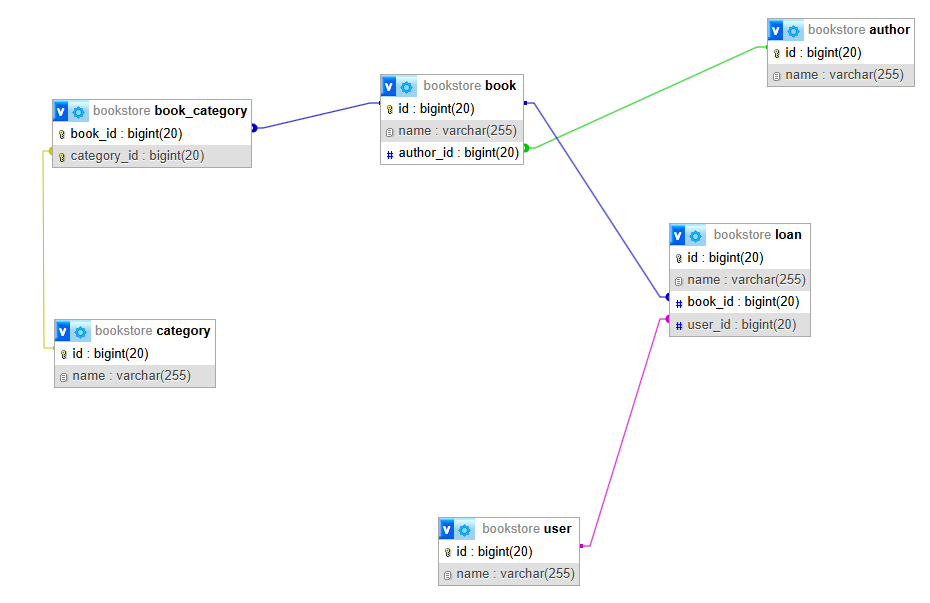 v bookstore author
id : bigint(20)
name : varchar(255)
v bookstore book
id : bigint(20)
name : varchar(255)
# author_id : bigint(20)
v bookstore book_category
book_id : bigint(20)
category_id : bigint(20)
v bookstore loan
id : bigint(20)
name : varchar(255)
# book_id : bigint(20)
# user_id : bigint(20)
v bookstore category
id : bigint(20)
name : varchar(255)
v bookstore user
id : bigint(20)
name : varchar(255)